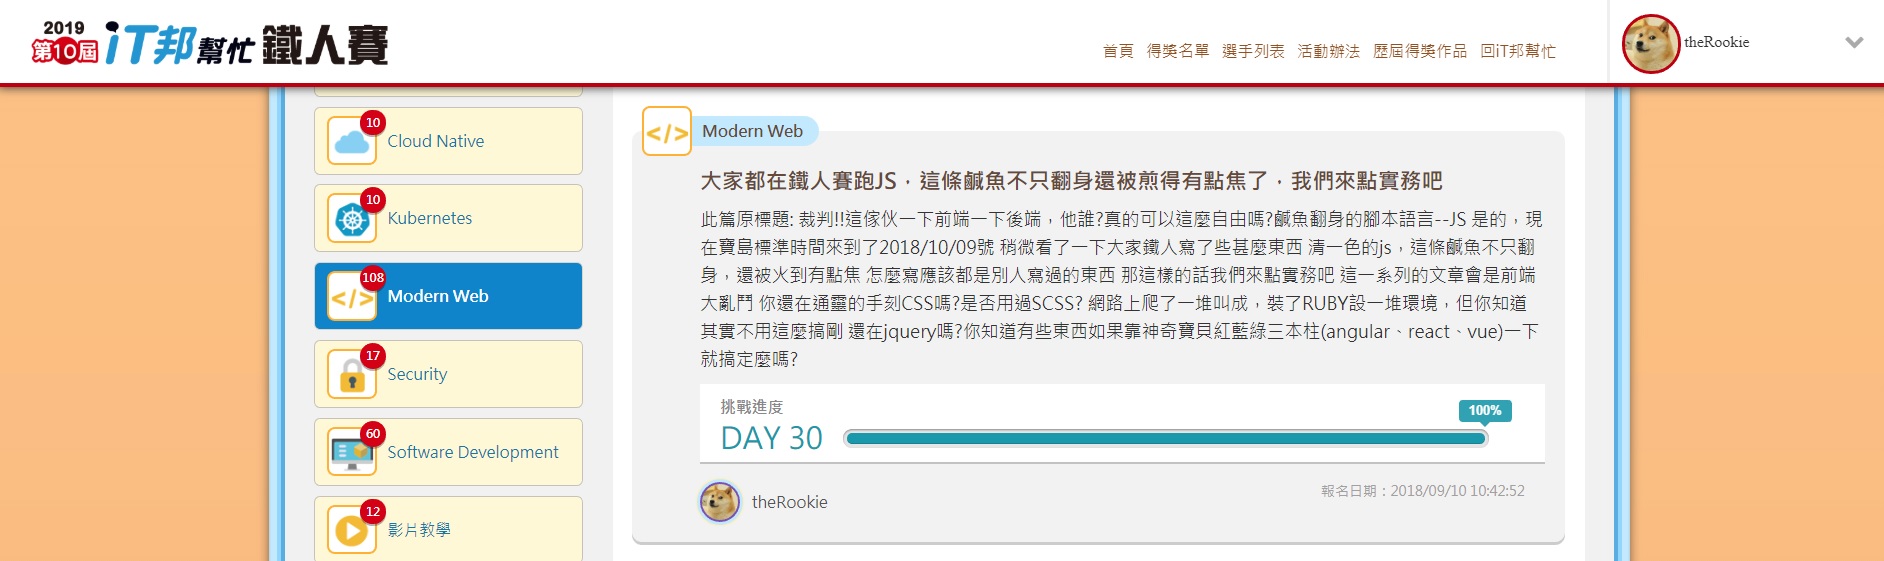 2019
第10屆 iT邦幫忙 鐵人賽
首頁 得獎名單 選手列表 活動辦法 歷屆得獎作品 回iT邦幫忙
theRookie
10
Cloud Native
10
Kubernetes
108
Modern Web
17
Security
60
Software Development
12
影片教學
</> Modern Web
大家都在鐵人賽跑JS，這條鹹魚不只翻身還被煎得有點焦了，我們來點實務吧
此篇原標題: 裁判!!這傢伙一下前端一下後端，他誰?真的可以這麼自由嗎?鹹魚翻身的腳本語言--JS 是的，現
在寶島標準時間來到了2018/10/09號 稍微看了一下大家鐵人寫了些甚麼東西 清一色的js，這條鹹魚不只翻
身，還被火到有點焦 怎麼寫應該都是別人寫過的東西 那這樣的話我們來點實務吧 這一系列的文章會是前端
大亂鬥 你還在通靈的手刻CSS嗎?是否用過SCSS? 網路上爬了一堆叫成，裝了RUBY設一堆環境，但你知道
其實不用這麼搞剛 還在jquery嗎?你知道有些東西如果靠神奇寶貝紅藍綠三本柱(angular、react、vue)一下
就搞定麼嗎?
挑戰進度
DAY 30
100%
theRookie
報名日期：2018/09/10 10:42:52